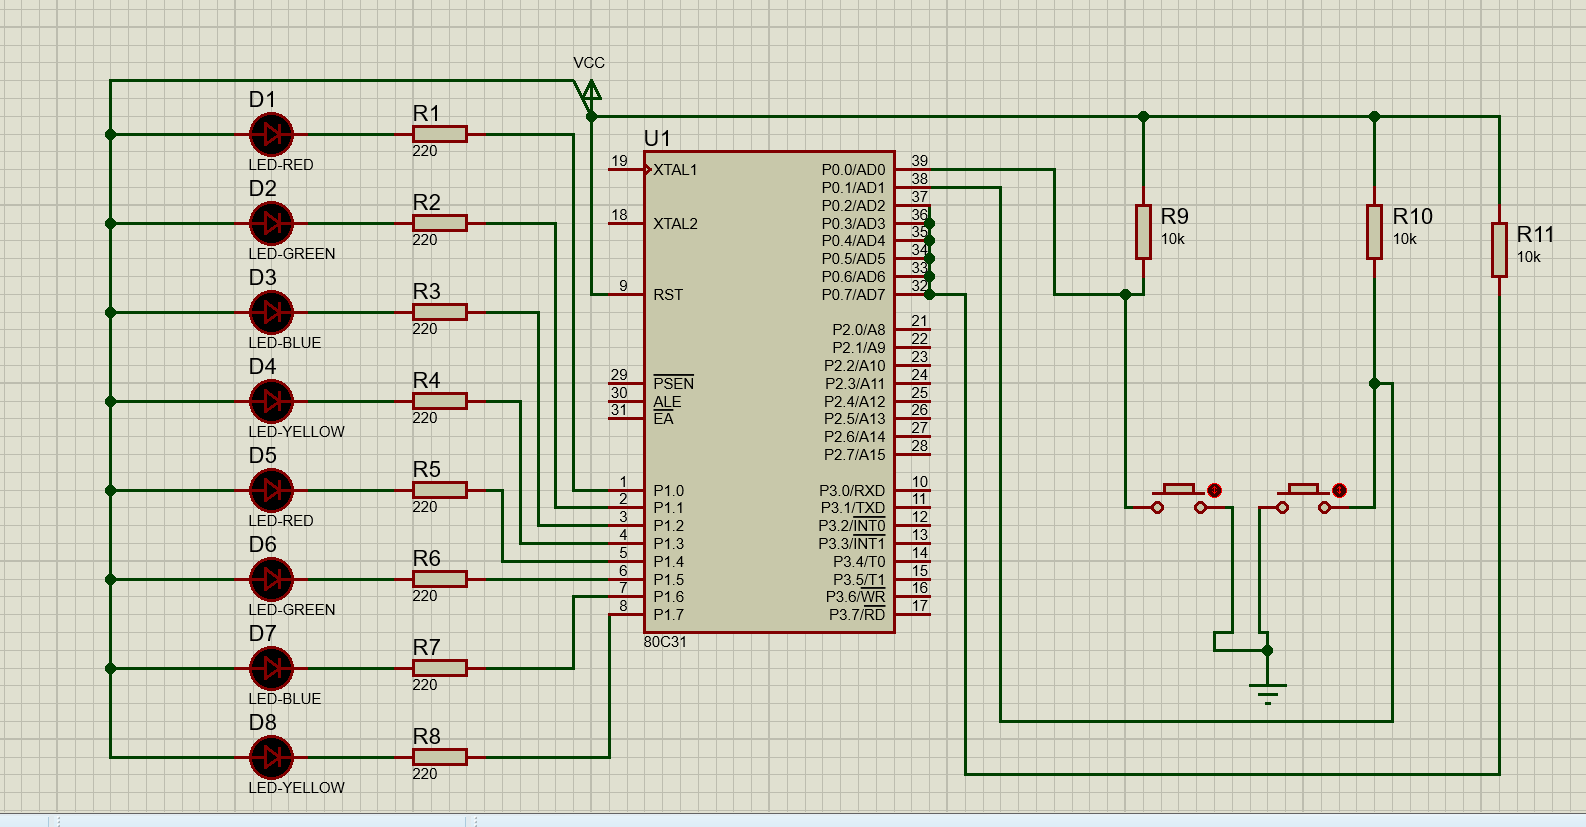 VCC
D1
LED-RED
R1
220
D2
LED-GREEN
R2
220
D3
LED-BLUE
R3
220
D4
LED-YELLOW
R4
220
D5
LED-RED
R5
220
D6
LED-GREEN
R6
220
D7
LED-BLUE
R7
220
D8
LED-YELLOW
R8
220
U1
19 XTAL1
18 XTAL2
9 RST
29 PSEN
30 ALE
31 EA
1 P1.0
2 P1.1
3 P1.2
4 P1.3
5 P1.4
6 P1.5
7 P1.6
8 P1.7
P0.0/AD0 39
P0.1/AD1 38
P0.2/AD2 37
P0.3/AD3 36
P0.4/AD4 35
P0.5/AD5 34
P0.6/AD6 33
P0.7/AD7 32
P2.0/A8 21
P2.1/A9 22
P2.2/A10 23
P2.3/A11 24
P2.4/A12 25
P2.5/A13 26
P2.6/A14 27
P2.7/A15 28
P3.0/RXD 10
P3.1/TXD 11
P3.2/INT0 12
P3.3/INT1 13
P3.4/T0 14
P3.5/T1 15
P3.6/WR 16
P3.7/RD 17
80C31
R9
10k
R10
10k
R11
10k